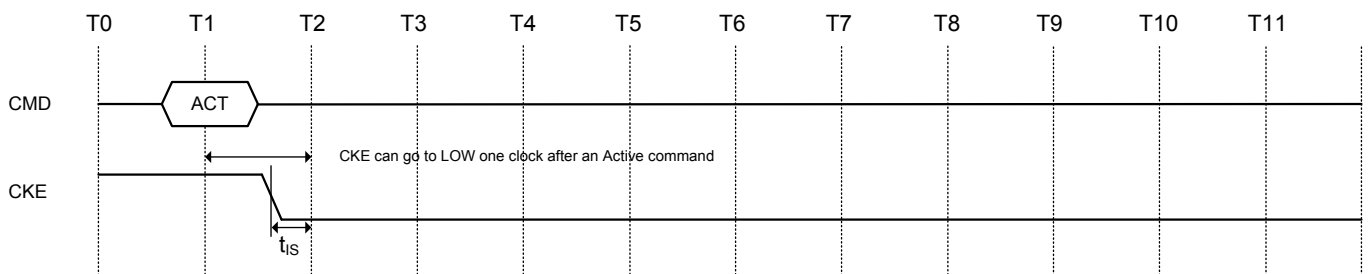 T0 T1 T2 T3 T4 T5 T6 T7 T8 T9 T10 T11
CMD ACT
CKE can go to LOW one clock after an Active command
CKE
tIS